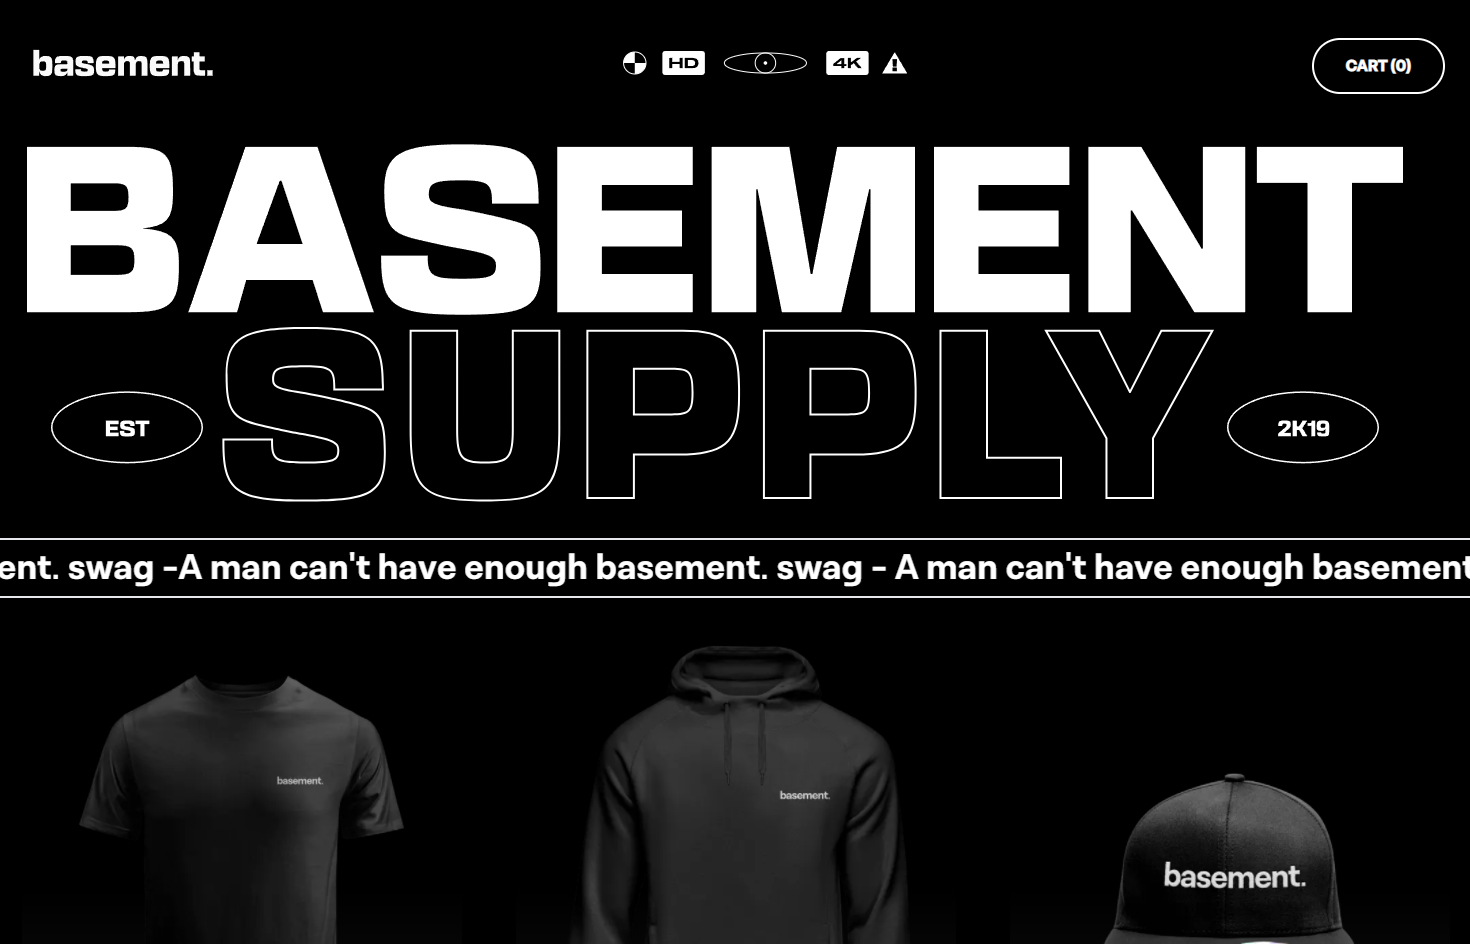 basement.
HD
4K
CART (0)
BASEMENT
SUPPLY
EST
2K19
ent. swag -A man can't have enough basement. swag - A man can't have enough basement
basement.
basement.
basement.